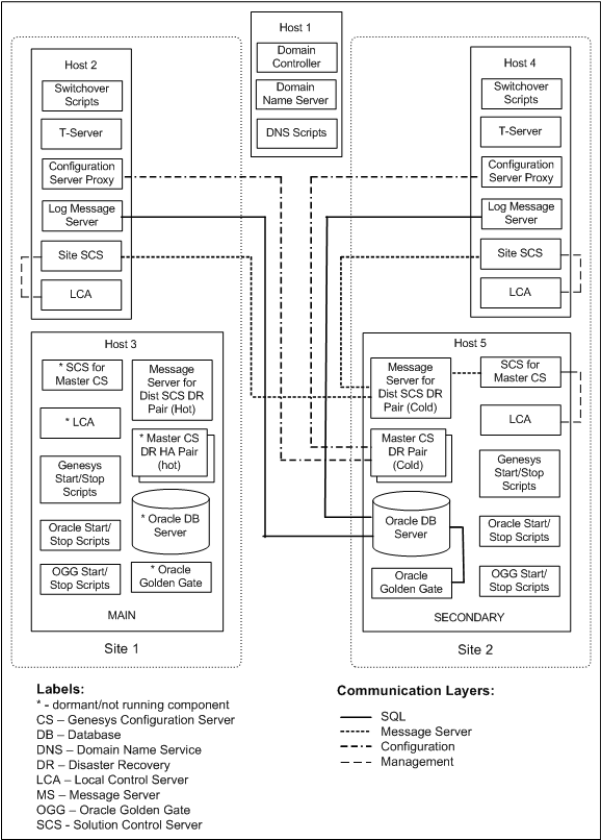 Host 1
Domain
Controller
Domain
Name Server
DNS Scripts
Host 2
Switchover
Scripts
T-Server
Configuration
Server Proxy
Log Message
Server
Site SCS
LCA
Host 4
Switchover
Scripts
T-Server
Configuration
Server Proxy
Log Message
Server
Site SCS
LCA
Host 3
* SCS for
Master CS
* LCA
Genesys
Start/Stop
Scripts
Oracle Start/
Stop Scripts
OGG Start/
Stop Scripts
Message
Server for
Dist SCS DR
Pair (Hot)
* Master CS
DR HA Pair
(hot)
* Oracle DB
Server
* Oracle
Golden Gate
MAIN
Site 1
Host 5
Message
Server for
Dist SCS DR
Pair (Cold)
Master CS
DR Pair
(Cold)
Oracle DB
Server
Oracle
Golden Gate
SCS for
Master CS
LCA
Genesys
Start/Stop
Scripts
Oracle Start/
Stop Scripts
OGG Start/
Stop Scripts
SECONDARY
Site 2
Labels:
* - dormant/not running component
CS – Genesys Configuration Server
DB – Database
DNS – Domain Name Service
DR – Disaster Recovery
LCA – Local Control Server
MS – Message Server
OGG – Oracle Golden Gate
SCS - Solution Control Server
Communication Layers:
SQL
Message Server
Configuration
Management